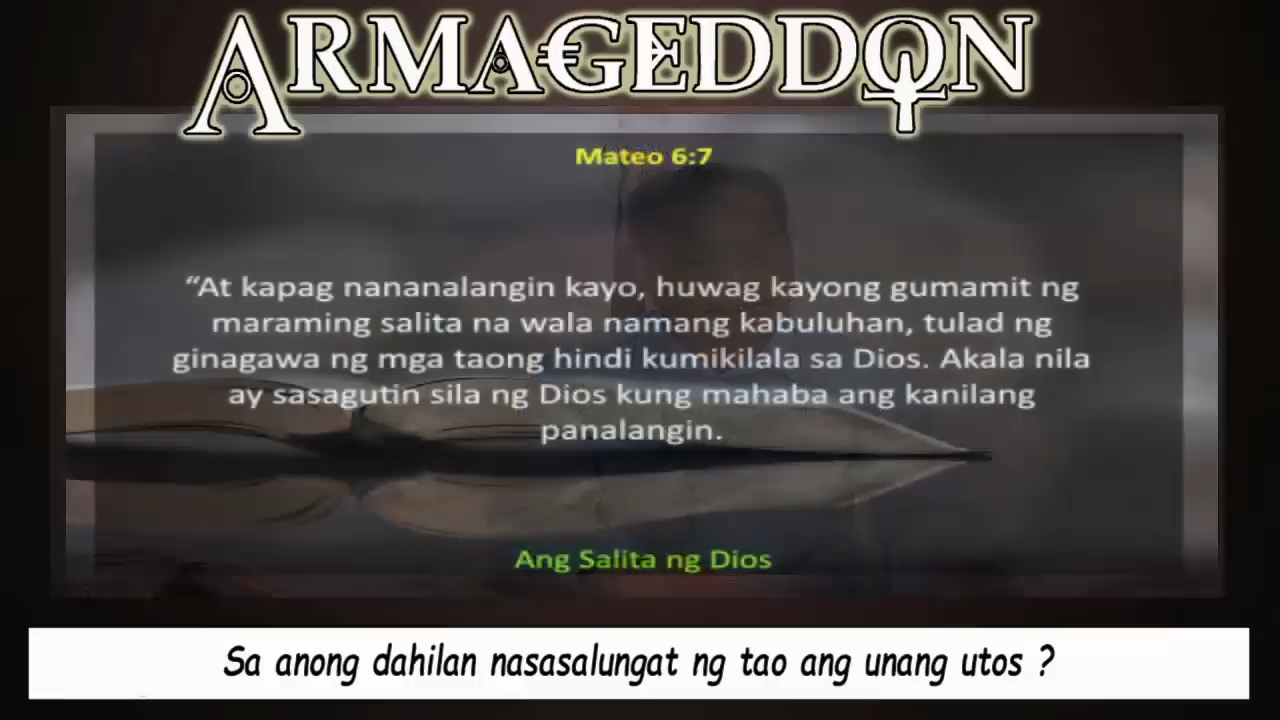 ARMAGEDDON
Mateo 6:7
“At kapag nananalangin kayo, huwag kayong gumamit ng
maraming salita na wala namang kabuluhan, tulad ng
ginagawa ng mga taong hindi kumikilala sa Dios. Akala nila
ay sasagutin sila ng Dios kung mahaba ang kanilang
panalangin.
Ang Salita ng Dios
Sa anong dahilan nasasalungat ng tao ang unang utos ?